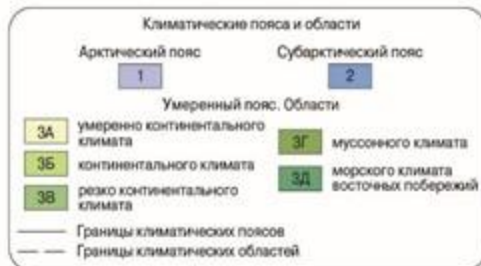 Климатические пояса и области
Арктический пояс
Субарктический пояс
1
2
Умеренный пояс. Области
3А умеренно континентального
климата
3Б континентального климата
3В резко континентального
климата
3Г муссонного климата
3Д морского климата
восточных побережий
Границы климатических поясов
Границы климатических областей